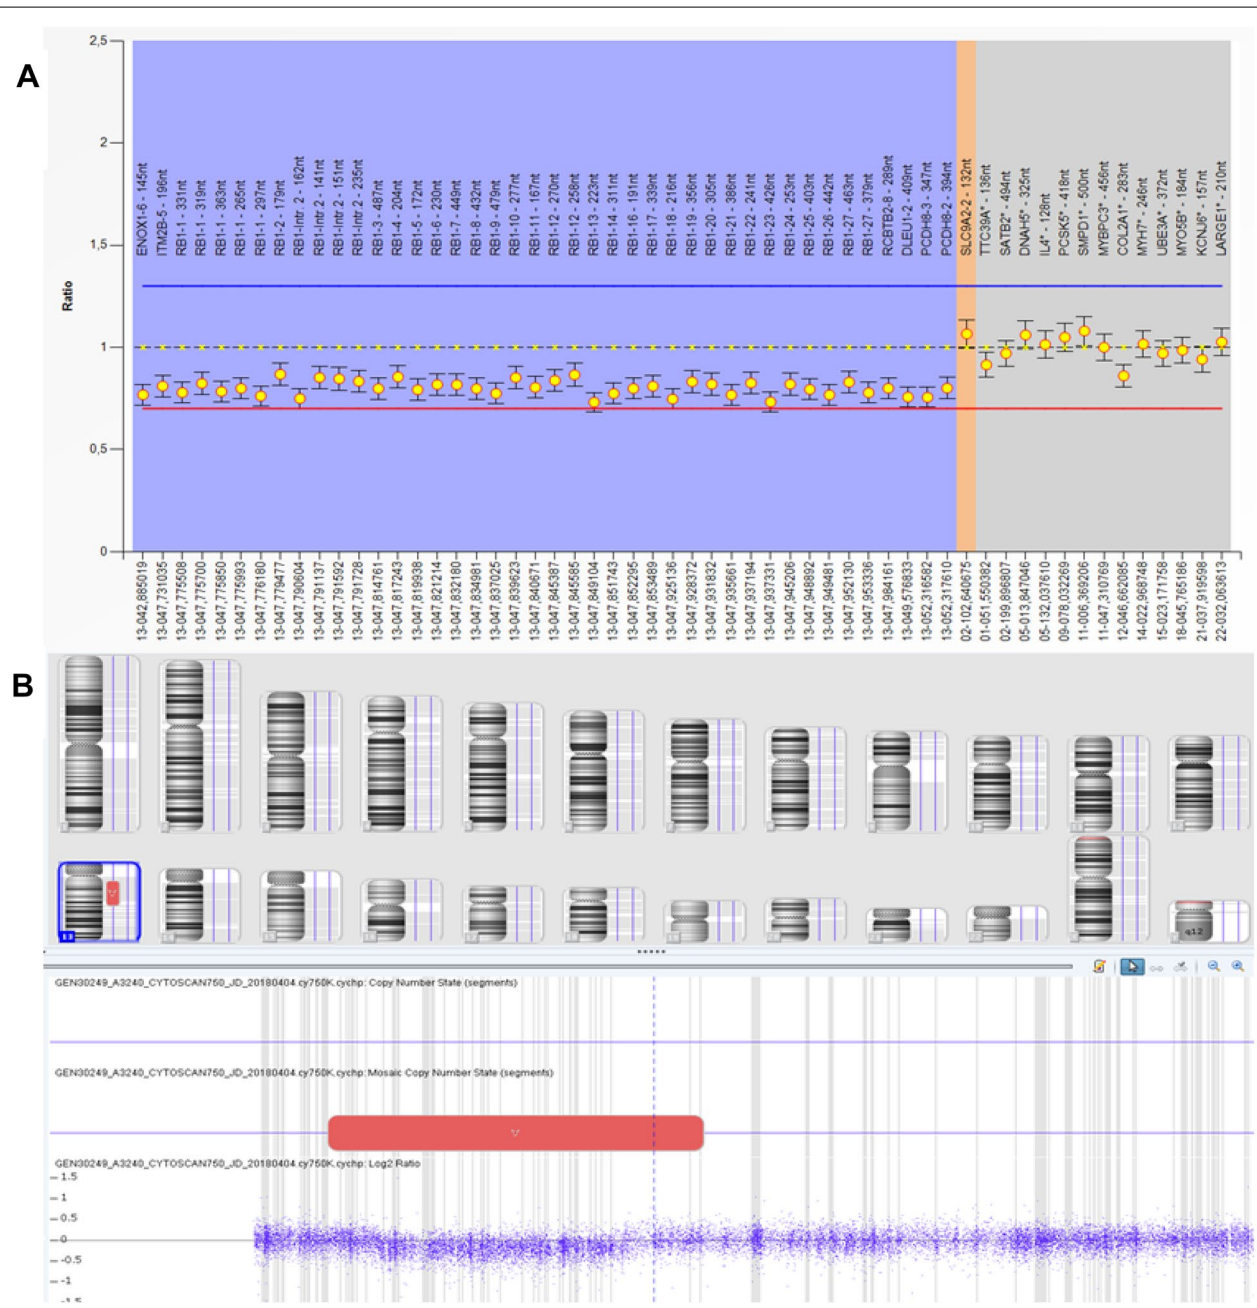 A
2,5
2
1,5
1
0,5
0
Ratio
ENOX1-6 - 145nt
ITM2B-5 - 196nt
RB1-1 - 331nt
RB1-1 - 319nt
RB1-1 - 363nt
RB1-1 - 265nt
RB1-1 - 297nt
RB1-2 - 179nt
RB1-Intr. 2 - 162nt
RB1-Intr.2 - 141nt
RB1-Intr.2 - 151nt
RB1-Intr.2 - 235nt
RB1-3 - 487nt
RB1-4 - 204nt
RB1-5 - 172nt
RB1-6 - 230nt
RB1-7 - 449nt
RB1-8 - 432nt
RB1-9 - 479nt
RB1-10 - 277nt
RB1-11 - 167nt
RB1-12 - 270nt
RB1-12 - 258nt
RB1-13 - 223nt
RB1-14 - 311nt
RB1-16 - 191nt
RB1-17 - 339nt
RB1-18 - 216nt
RB1-19 - 356nt
RB1-20 - 305nt
RB1-21 - 386nt
RB1-22 - 241nt
RB1-23 - 426nt
RB1-24 - 253nt
RB1-25 - 403nt
RB1-26 - 442nt
RB1-27 - 463nt
RB1-27 - 379nt
RCBTB2-8 - 289nt
DLEU1-2 - 409nt
PCDH8-3 - 347nt
PCDH8-2 - 394nt
SLC9A2-2 - 132nt
TTC39A* - 136nt
SATB2* - 494nt
DNAH5* - 325nt
IL4* - 128nt
PCSK5* - 418nt
SMPD1* - 500nt
MYBPC3* - 456nt
COL2A1* - 283nt
MYH7* - 246nt
UBE3A* - 372nt
MYO5B* - 184nt
KCNJ6* - 157nt
LARGE1* - 210nt
13-042,885019
13-047,731035
13-047,775508
13-047,775700
13-047,775850
13-047,775993
13-047,776180
13-047,779477
13-047,790604
13-047,791137
13-047,791592
13-047,791728
13-047,814761
13-047,817243
13-047,819938
13-047,821214
13-047,832180
13-047,834981
13-047,837025
13-047,839623
13-047,840671
13-047,845387
13-047,845585
13-047,849104
13-047,851743
13-047,852295
13-047,853489
13-047,925136
13-047,928372
13-047,931832
13-047,935661
13-047,937194
13-047,937331
13-047,945206
13-047,948892
13-047,949481
13-047,952130
13-047,953336
13-047,984161
13-049,576833
13-052,316582
13-052,317610
02-102,640675
01-051,550382
02-199,896807
05-013,847046
05-132,037610
09-078,032269
11-006,369206
11-047,310769
12-046,662085
14-022,968748
15-023,171758
18-045,765186
21-037,919598
22-032,063613
B
13
q12
GEN30249_A3240_CYTOSCAN750_JD_20180404.cy750K.cychp: Copy Number State (segments)
GEN30249_A3240_CYTOSCAN750_JD_20180404.cy750K.cychp: Mosaic Copy Number State (segments)
GEN30249_A3240_CYTOSCAN750_JD_20180404.cy750K.cychp: Log2 Ratio
1.5
1
0.5
0
-0.5
-1
-1.5